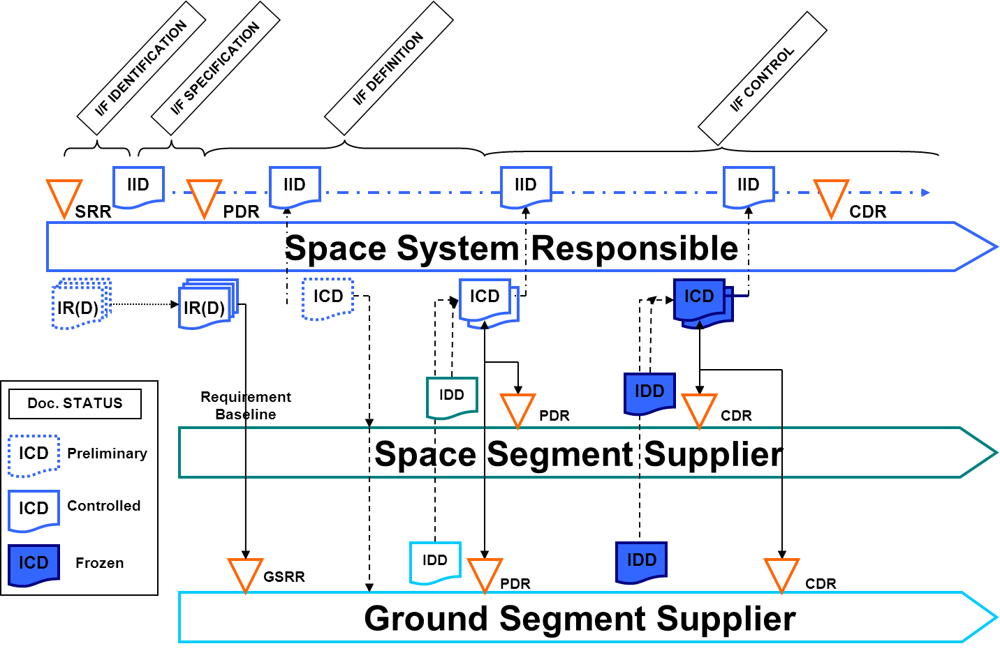 I/F IDENTIFICATION
I/F SPECIFICATION
I/F DEFINITION
I/F CONTROL
IID
IID
IID
IID
SRR
PDR
CDR
Space System Responsible
IR(D)
IR(D)
ICD
ICD
ICD
Requirement
Baseline
IDD
PDR
IDD
CDR
Space Segment Supplier
IDD
IDD
GSRR
PDR
CDR
Ground Segment Supplier
Doc. STATUS
ICD
Preliminary
ICD
Controlled
ICD
Frozen